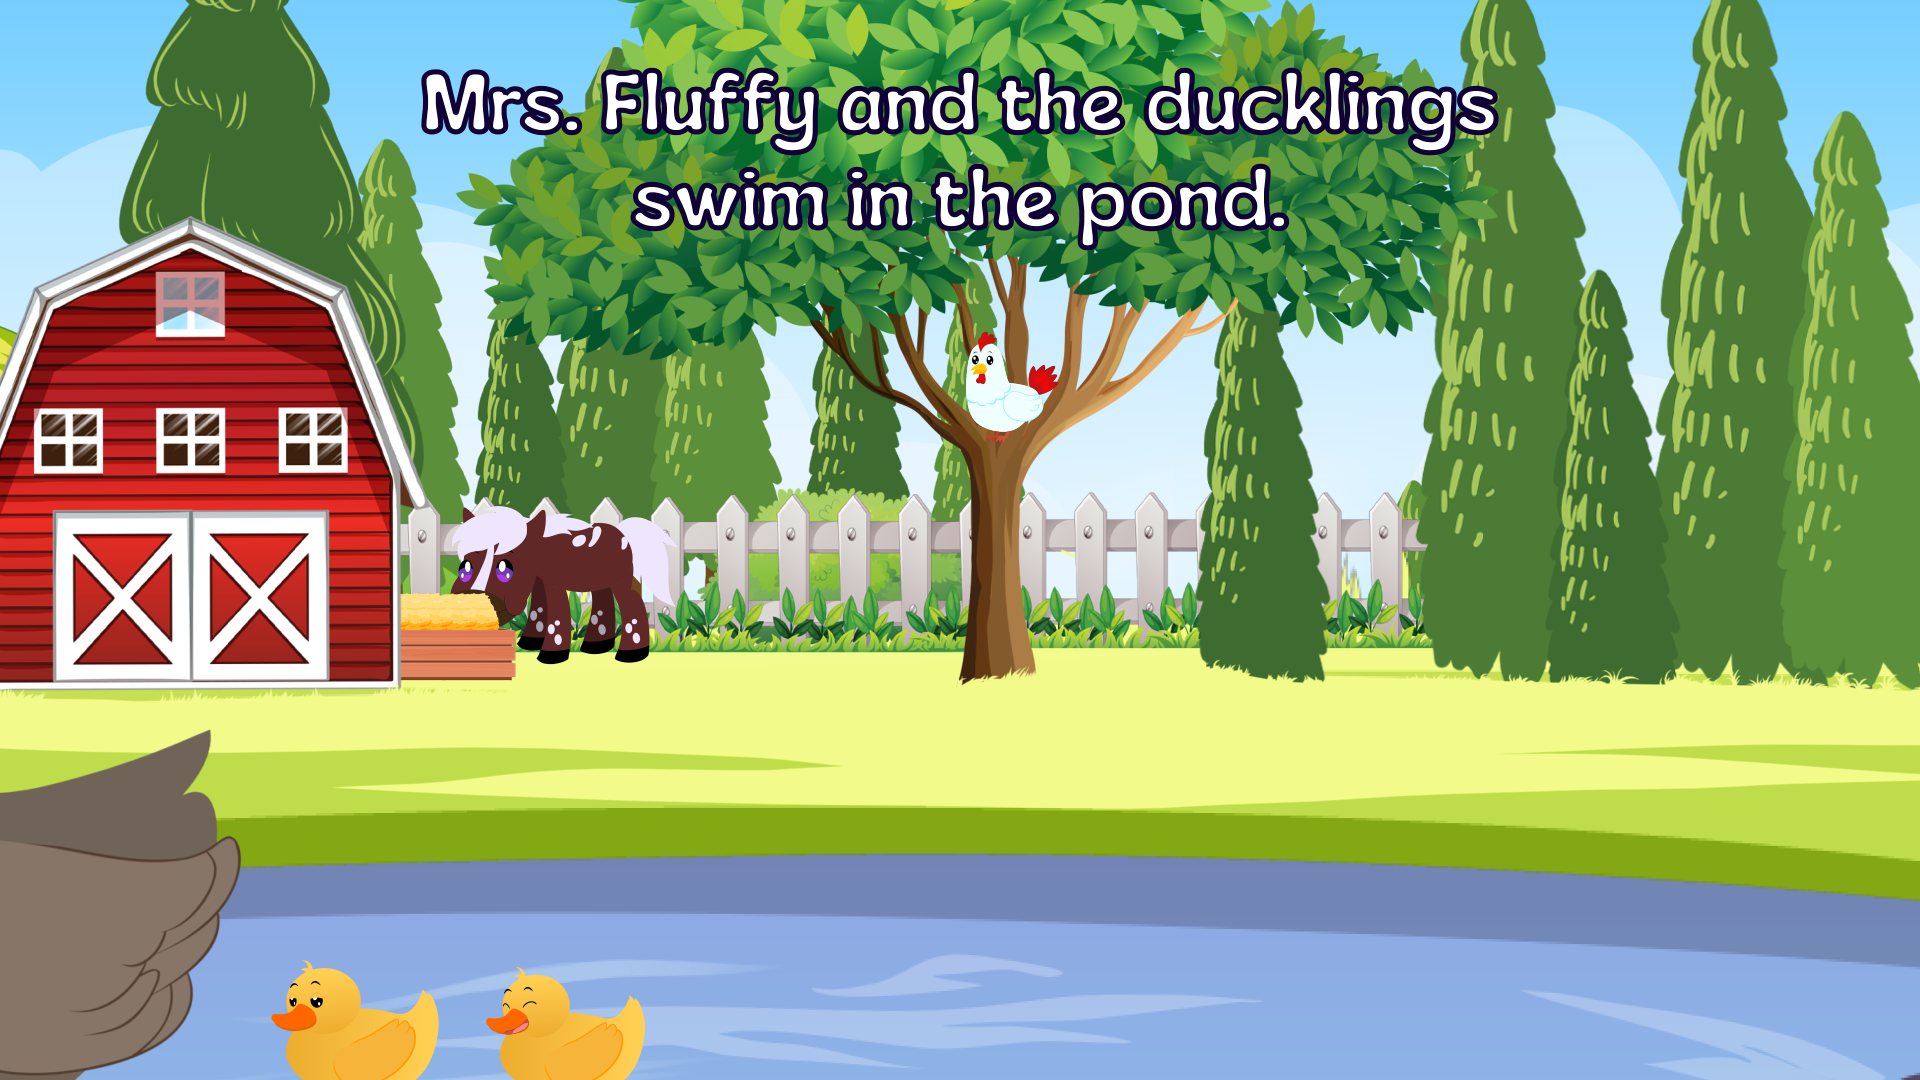 Mrs. Fluffy and the ducklings
swim in the pond.